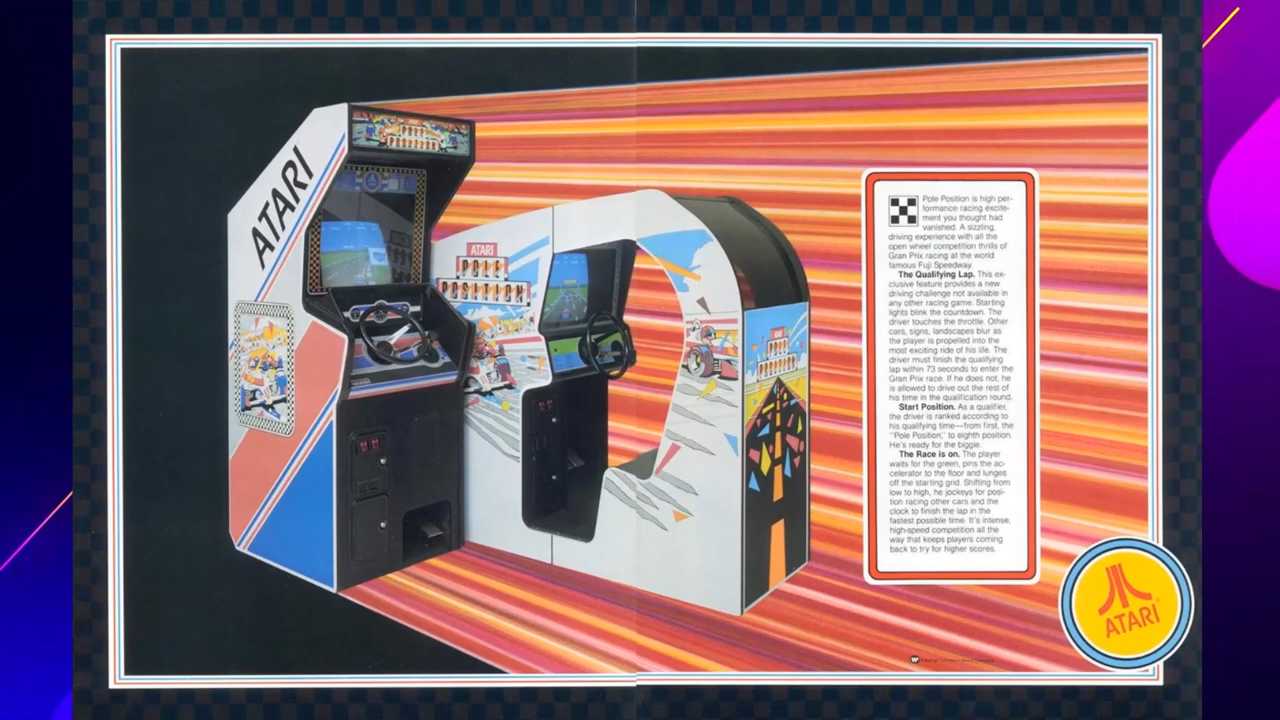 ATARI
POLE
POSITION
ATARI
POLE
POSITION
POLE
POSITION
Pole Position is high per-
formance racing excite-
ment you thought had
vanished. A sizzling,
driving experience with all the
open wheel competition thrills of
Gran Prix racing at the world
famous Fuji Speedway.
The Qualifying Lap. This ex-
clusive feature provides a new
driving challenge not available in
any other racing game. Starting
lights blink the countdown. The
driver touches the throttle. Other
cars, signs, landscapes blur as
the player is propelled into the
most exciting ride of his life. The
driver must finish the qualifying
lap within 73 seconds to enter the
Gran Prix race. If he does not, he
is allowed to drive out the rest of
his time in the qualification round.
Start Position. As a qualifier,
the driver is ranked according to
his qualifying time—from first, the
"Pole Position," to eighth position.
He's ready for the biggie.
The Race is on. The player
waits for the green, pins the ac-
celerator to the floor and lunges
off the starting grid. Shifting from
low to high, he jockeys for posi-
tion racing other cars and the
clock to finish the lap in the
fastest possible time. It's intense,
high-speed competition all the
way that keeps players coming
back to try for higher scores.
ATARI